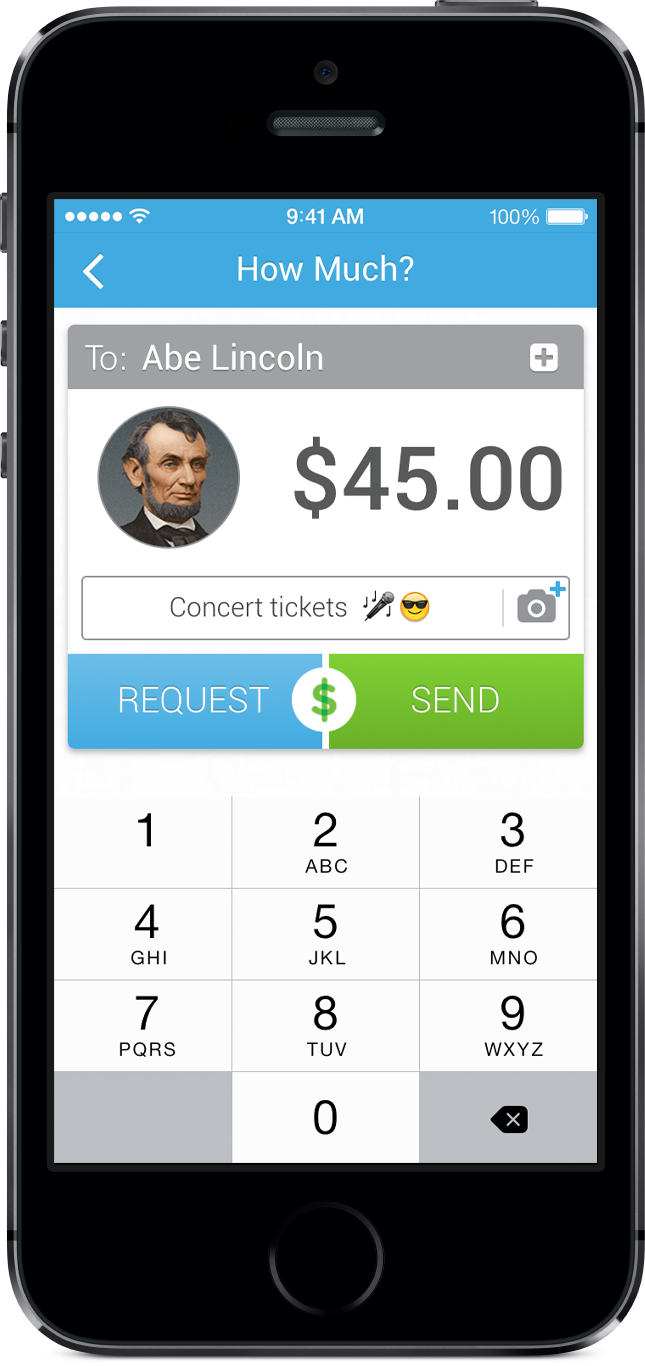 9:41 AM 100%
How Much?
To: Abe Lincoln
$45.00
Concert tickets 🎤😎
REQUEST $ SEND
1 2 3
ABC DEF
4 5 6
GHI JKL MNO
7 8 9
PQRS TUV WXYZ
0